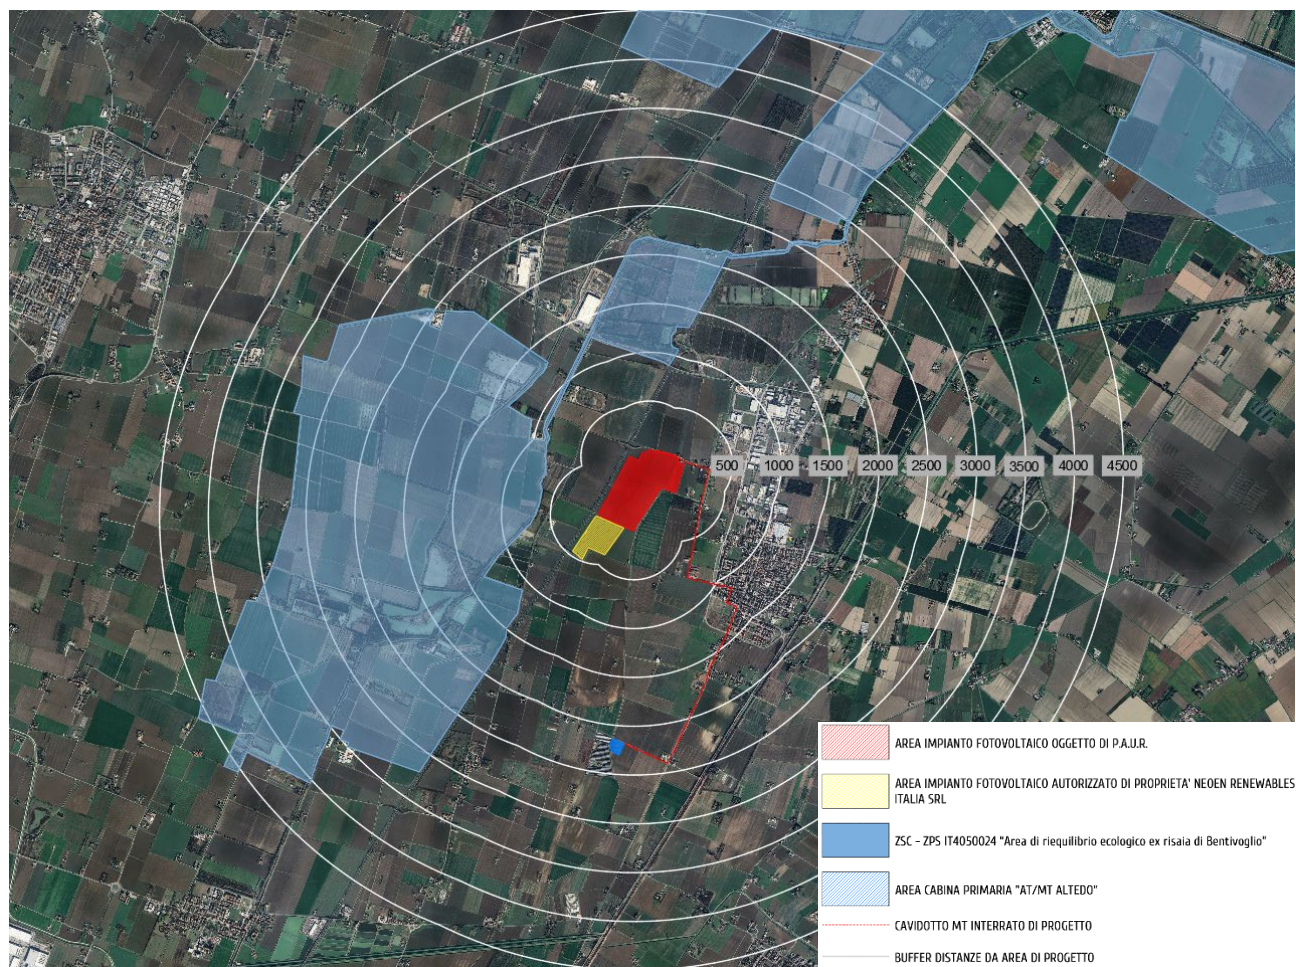 500 1000 1500 2000 2500 3000 3500 4000 4500
AREA IMPIANTO FOTOVOLTAICO OGGETTO DI P.A.U.R.
AREA IMPIANTO FOTOVOLTAICO AUTORIZZATO DI PROPRIETA' NEOEN RENEWABLES
ITALIA SRL
ZSC - ZPS IT4050024 "Area di riequilibrio ecologico ex risaia di Bentivoglio"
AREA CABINA PRIMARIA "AT/MT ALTEDO"
CAVIDOTTO MT INTERRATO DI PROGETTO
BUFFER DISTANZE DA AREA DI PROGETTO